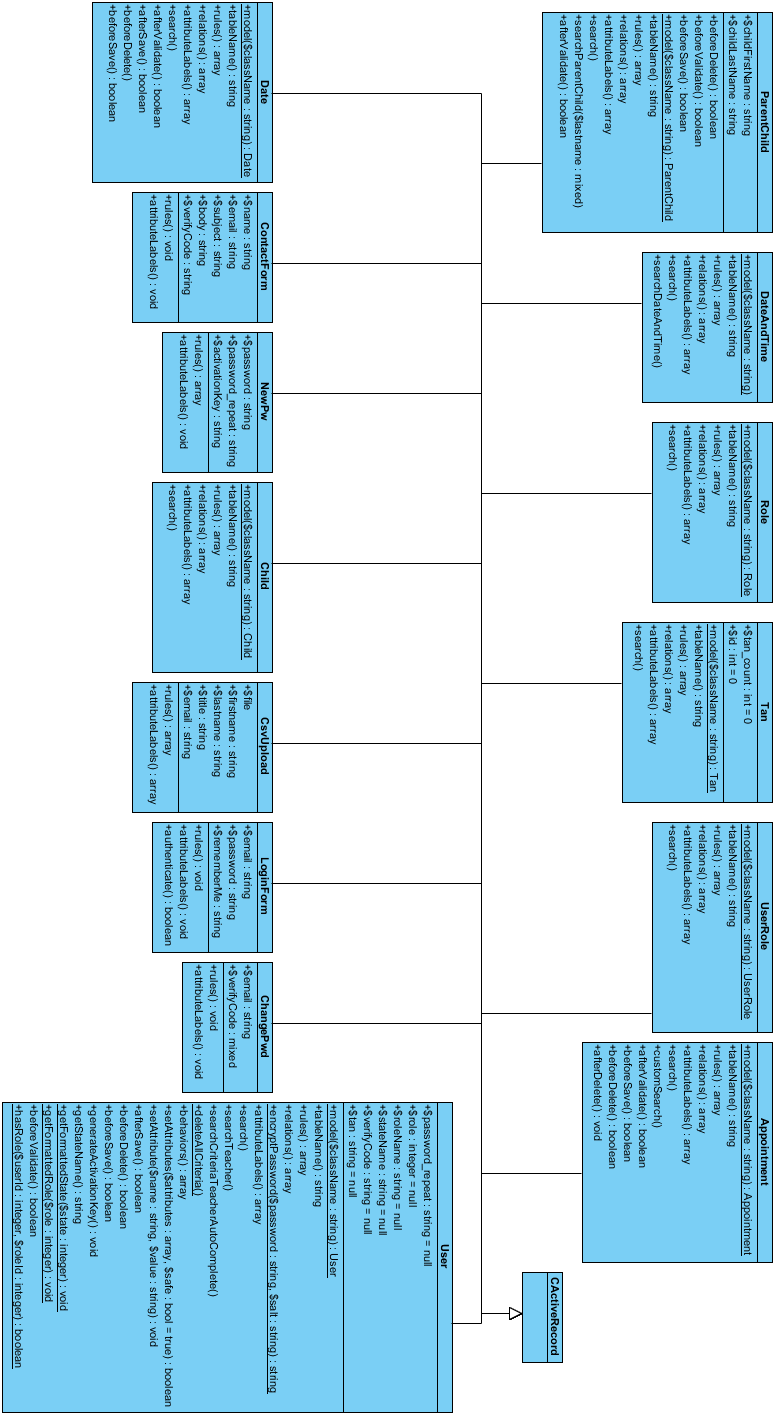 ParentChild
+$childFirstName : string
+$childLastName : string
+beforeDelete() : boolean
+beforeValidate() : boolean
+beforeSave() : boolean
+model($className : string) : ParentChild
+tableName() : string
+rules() : array
+relations() : array
+attributeLabels() : array
+search()
+searchParentChild($lastname : mixed)
+afterValidate() : boolean
DateAndTime
+model($className : string)
+tableName() : string
+rules() : array
+relations() : array
+attributeLabels() : array
+search()
+searchDateAndTime()
Role
+model($className : string) : Role
+tableName() : string
+rules() : array
+relations() : array
+attributeLabels() : array
+search()
Tan
+$tan_count : int = 0
+$id : int = 0
+model($className : string) : Tan
+tableName() : string
+rules() : array
+relations() : array
+attributeLabels() : array
+search()
UserRole
+model($className : string) : UserRole
+tableName() : string
+rules() : array
+relations() : array
+attributeLabels() : array
+search()
Appointment
+model($className : string) : Appointment
+tableName() : string
+rules() : array
+relations() : array
+attributeLabels() : array
+search()
+customSearch()
+afterValidate() : boolean
+beforeSave() : boolean
+beforeDelete() : boolean
+afterDelete() : void
CActiveRecord
Date
+model($className : string) : Date
+tableName() : string
+rules() : array
+relations() : array
+attributeLabels() : array
+search()
+afterValidate() : boolean
+afterSave() : boolean
+beforeDelete()
+beforeSave() : boolean
ContactForm
+$name : string
+$email : string
+$subject : string
+$body : string
+$verifyCode : string
+rules() : void
+attributeLabels() : void
NewPw
+$password : string
+$password_repeat : string
+$activationKey : string
+rules() : array
+attributeLabels() : void
Child
+model($className : string) : Child
+tableName() : string
+rules() : array
+relations() : array
+attributeLabels() : array
+search()
CsvUpload
+$file
+$firstname : string
+$lastname : string
+$title : string
+$email : string
+rules() : array
+attributeLabels() : array
LoginForm
+$email : string
+$password : string
+$rememberMe : string
+rules() : void
+attributeLabels() : void
+authenticate() : boolean
ChangePwd
+$email : string
+$verifyCode : mixed
+rules() : void
+attributeLabels() : void
User
+$password_repeat : string = null
+$role : integer = null
+$roleName : string = null
+$stateName : string = null
+$verifyCode : string = null
+$tan : string = null
+model($className : string) : User
+tableName() : string
+rules() : array
+relations() : array
+encryptPassword($password : string, $salt : string) : string
+attributeLabels() : array
+search()
+searchTeacher()
+searchCriteriaTeacherAutoComplete()
+deleteAllCriteria()
+behaviors() : array
+setAttributes($attributes : array, $safe : bool = true) : boolean
+setAttribute($name : string, $value : string) : void
+afterSave() : boolean
+beforeDelete() : boolean
+beforeSave() : boolean
+generateActivationKey() : void
+getStateName() : string
+getFormattedState($state : integer) : void
+getFormattedRole($role : integer) : void
+beforeValidate() : boolean
+hasRole($userId : integer, $roleId : integer) : boolean